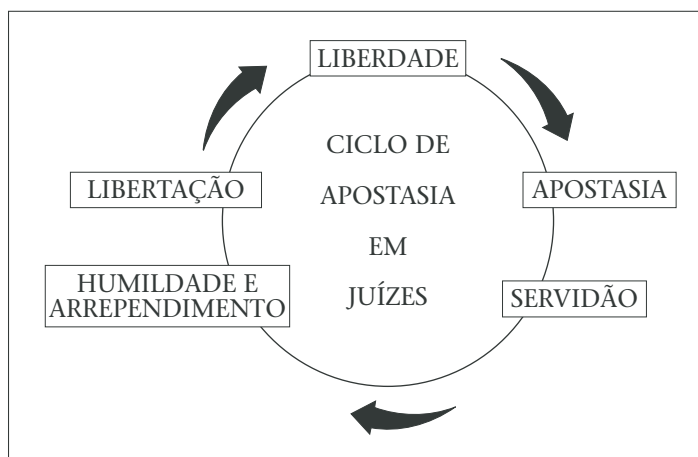 LIBERDADE
CICLO DE
APOSTASIA
EM
JUÍZES
APOSTASIA
SERVIDÃO
HUMILDADE E
ARREPENDIMENTO
LIBERTAÇÃO